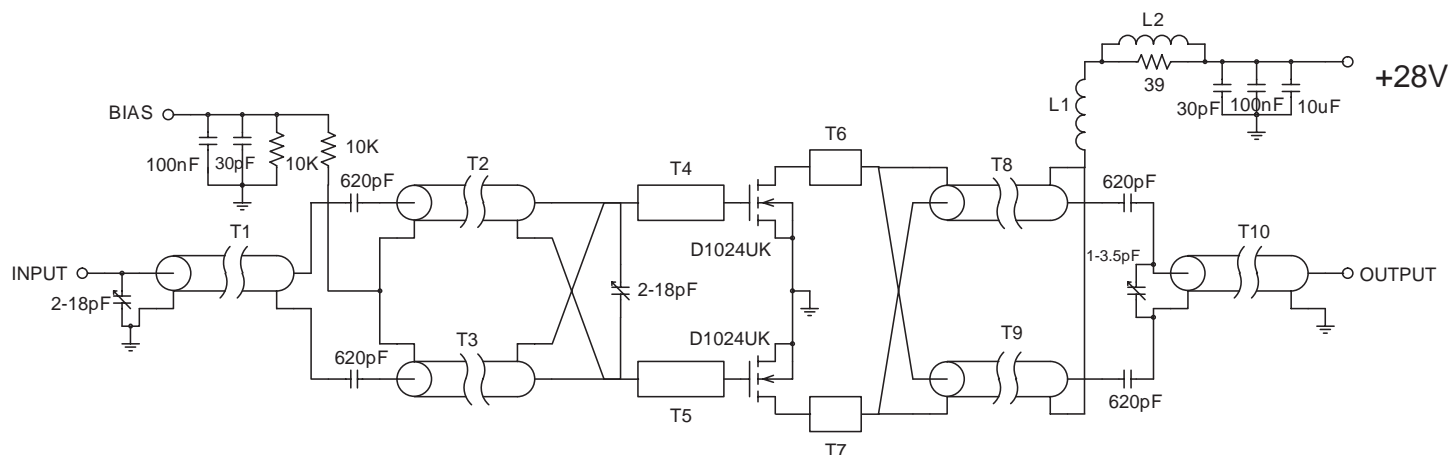 L2
+28V
39
L1
30pF
100nF
10uF
BIAS
100nF
30pF
10K
10K
T6
620pF
T2
T4
T8
620pF
T1
D1024UK
T10
INPUT
2-18pF
2-18pF
1-3.5pF
OUTPUT
620pF
T3
D1024UK
T9
T5
620pF
T7